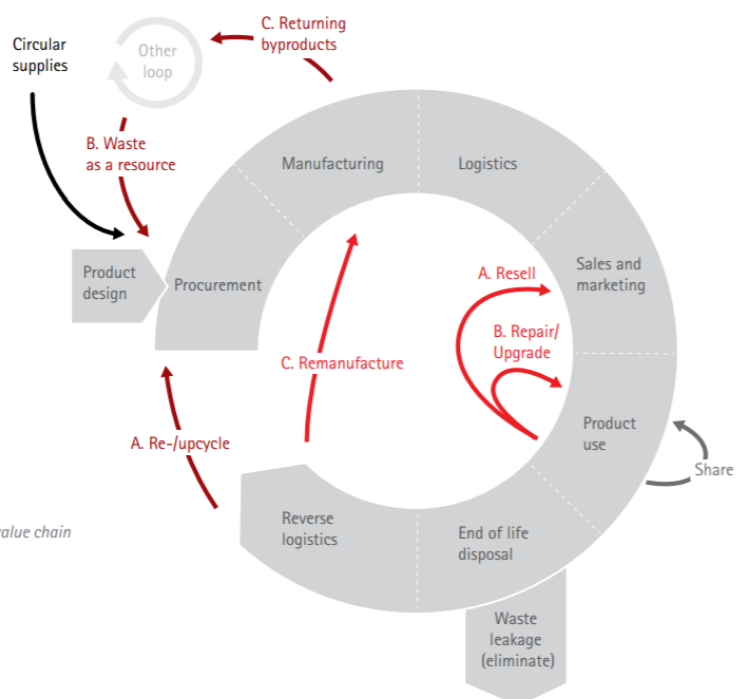 Circular
supplies
Other
loop
C. Returning
byproducts
B. Waste
as a resource
Manufacturing
Logistics
Product
design
Procurement
Sales and
marketing
A. Resell
B. Repair/
Upgrade
C. Remanufacture
A. Re-/upcycle
Product
use
Share
Reverse
logistics
End of life
disposal
value chain
Waste
leakage
(eliminate)